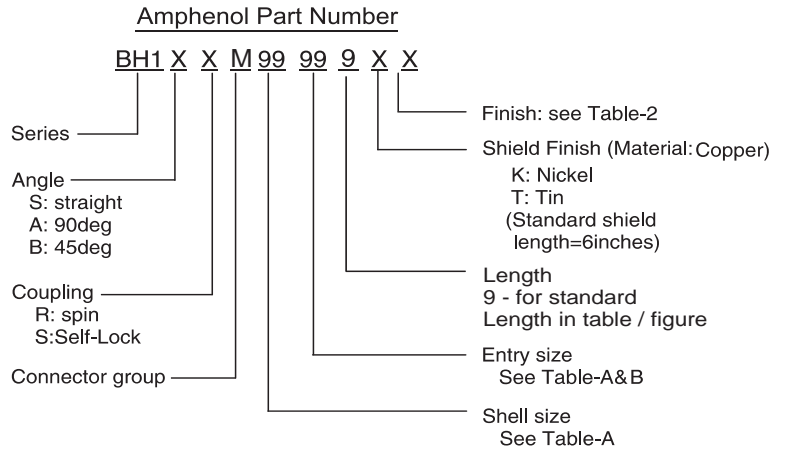 Amphenol Part Number
BH1 X X M 99 99 9 X X
Series
Angle
S: straight
A: 90deg
B: 45deg
Coupling
R: spin
S:Self-Lock
Connector group
Finish: see Table-2
Shield Finish (Material: Copper)
K: Nickel
T: Tin
(Standard shield
length=6inches)
Length
9 - for standard
Length in table / figure
Entry size
See Table-A&B
Shell size
See Table-A